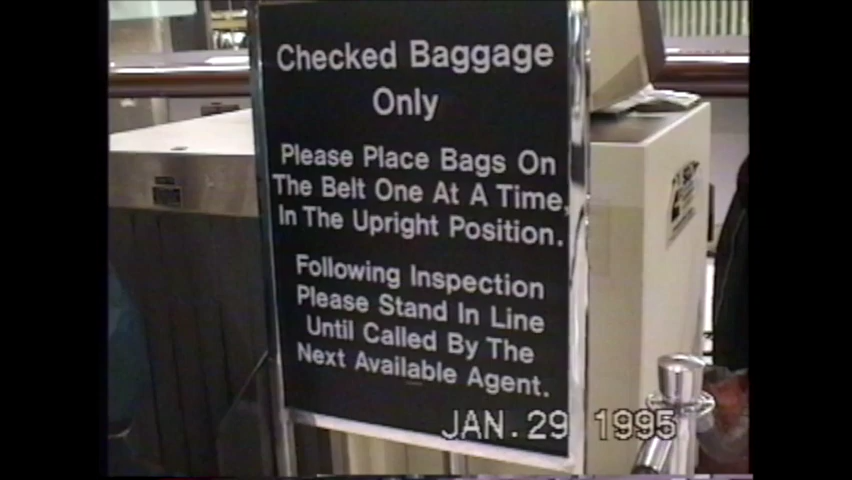 Checked Baggage
Only
Please Place Bags On
The Belt One At A Time,
In The Upright Position.
Following Inspection
Please Stand In Line
Until Called By The
Next Available Agent.
JAN. 29 1995